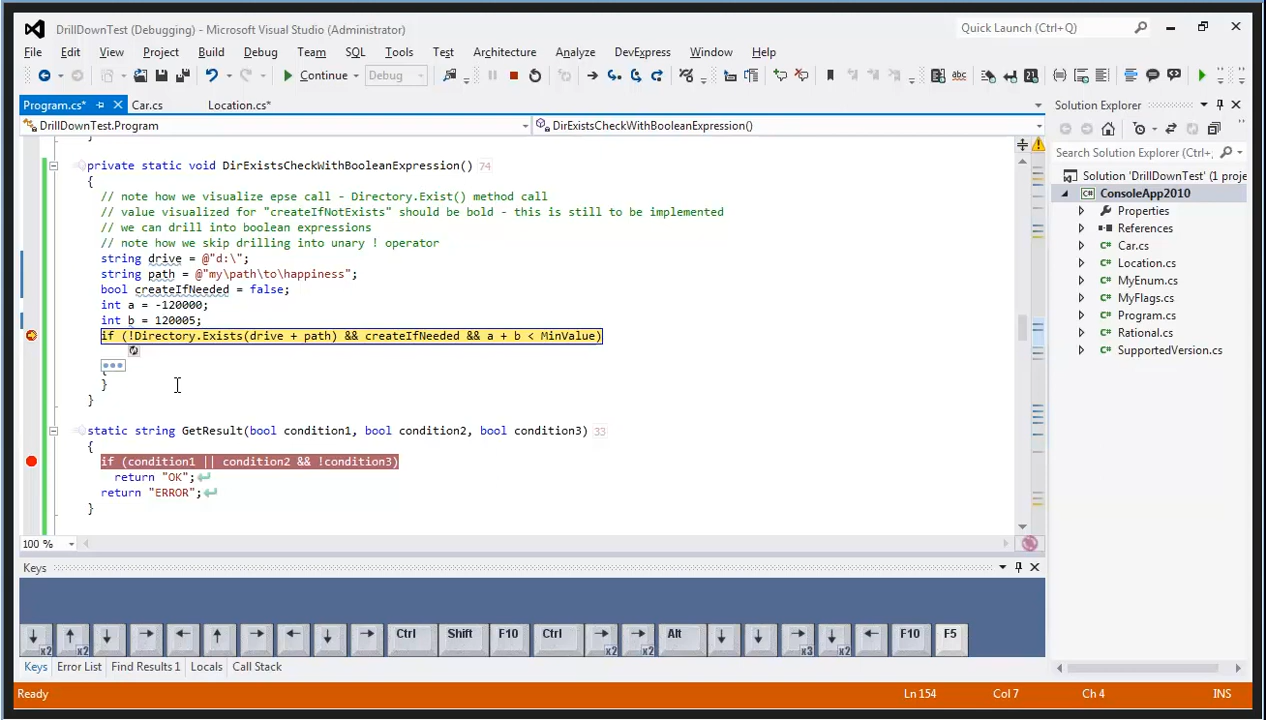 DrillDownTest (Debugging) - Microsoft Visual Studio (Administrator)
Quick Launch (Ctrl+Q)
File Edit View Project Build Debug Team SQL Tools Test Architecture Analyze DevExpress Window Help
Continue Debug
Program.cs* Car.cs Location.cs*
DrillDownTest.Program DirExistsCheckWithBooleanExpression()
}
private static void DirExistsCheckWithBooleanExpression() 74
{
// note how we visualize epse call - Directory.Exist() method call
// value visualized for "createIfNotExists" should be bold - this is still to be implemented
// we can drill into boolean expressions
// note how we skip drilling into unary ! operator
string drive = @"d:\";
string path = @"my\path\to\happiness";
bool createIfNeeded = false;
int a = -120000;
int b = 120005;
if (!Directory.Exists(drive + path) && createIfNeeded && a + b < MinValue)
{
}
}
static string GetResult(bool condition1, bool condition2, bool condition3) 33
{
if (condition1 || condition2 && !condition3)
return "OK";
return "ERROR";
}
100 %
Solution Explorer
Search Solution Explorer (Ctrl+;
Solution 'DrillDownTest' (1 proje
ConsoleApp2010
Properties
References
Car.cs
Location.cs
MyEnum.cs
MyFlags.cs
Program.cs
Rational.cs
SupportedVersion.cs
Keys
x2 x2 Ctrl Shift F10 Ctrl x2 x2 Alt x3 x2 F10 F5
Keys Error List Find Results 1 Locals Call Stack
Ready Ln 154 Col 7 Ch 4 INS